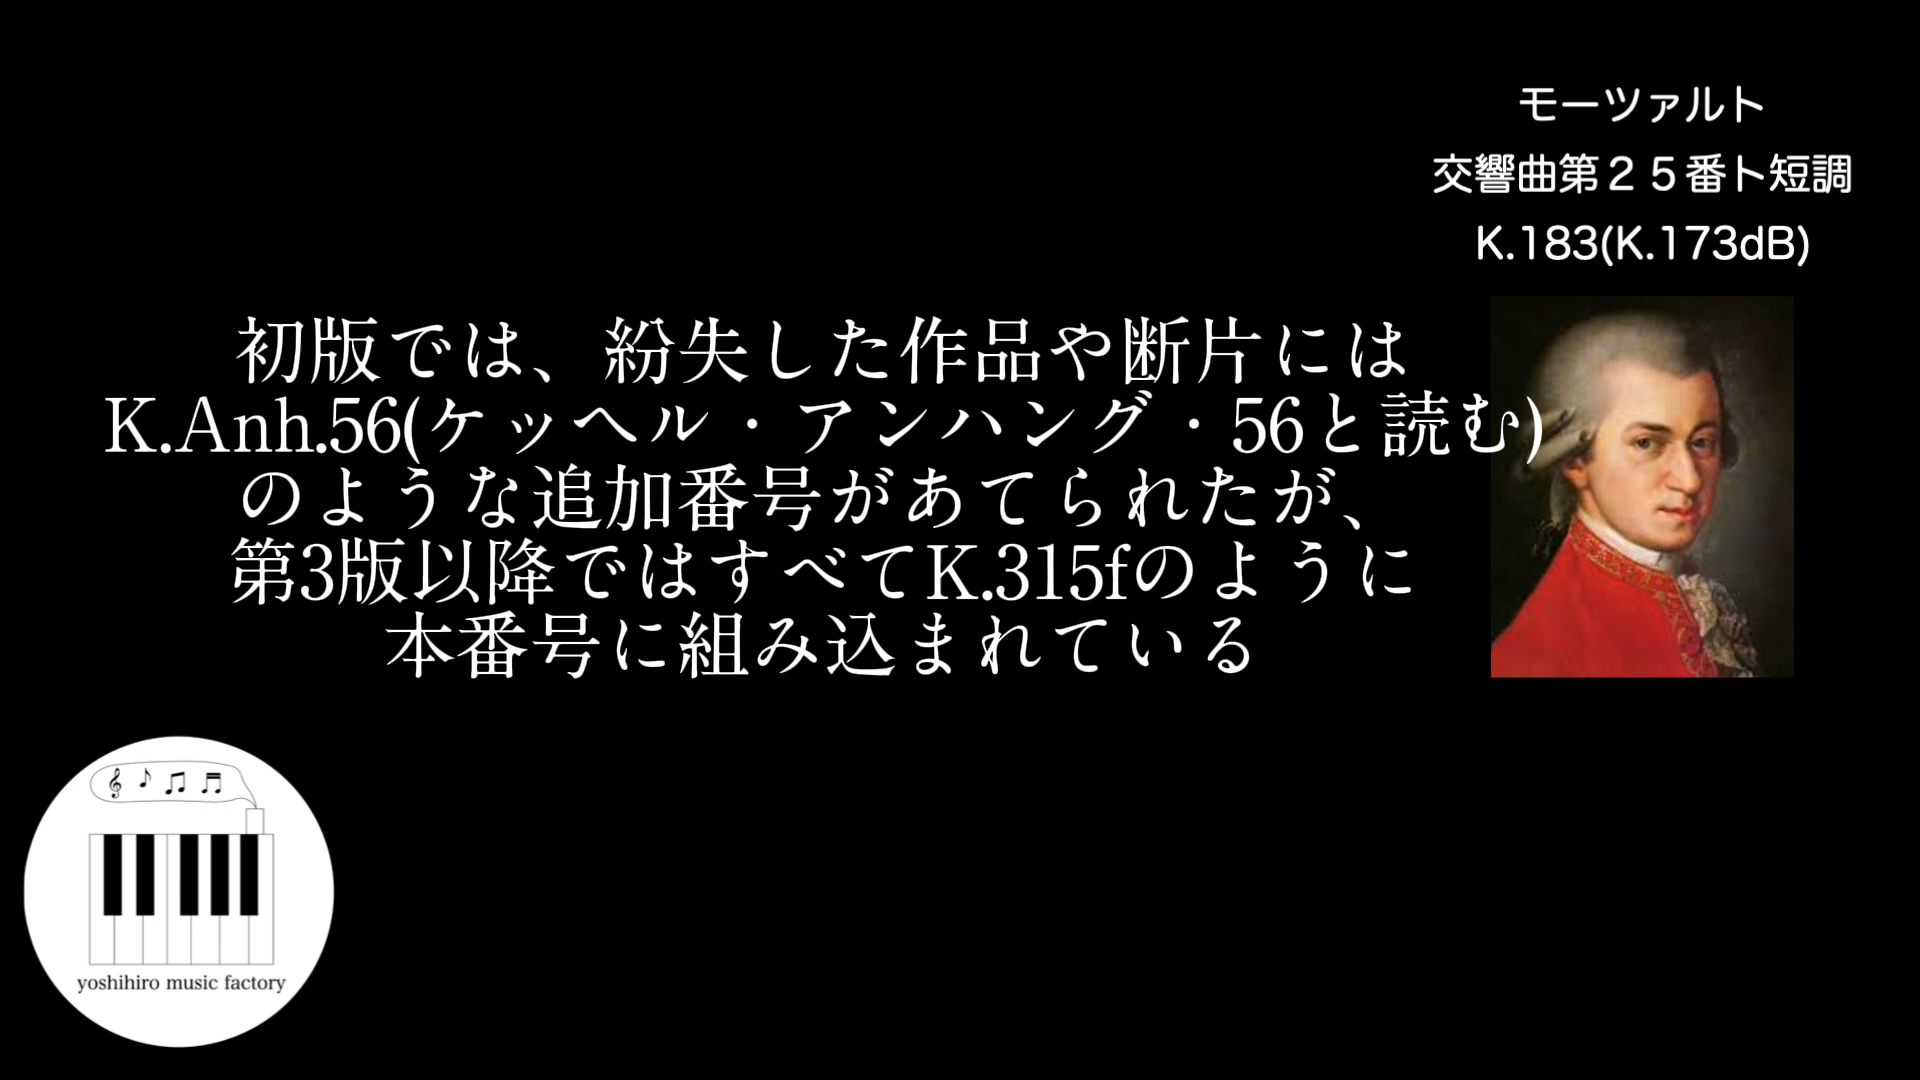 モーツァルト
交響曲第２５番ト短調
K.183(K.173dB)
初版では、紛失した作品や断片には
K.Anh.56(ケッヘル・アンハング・56と読む)
のような追加番号があてられたが、
第3版以降ではすべてK.315fのように
本番号に組み込まれている
yoshihiro music factory